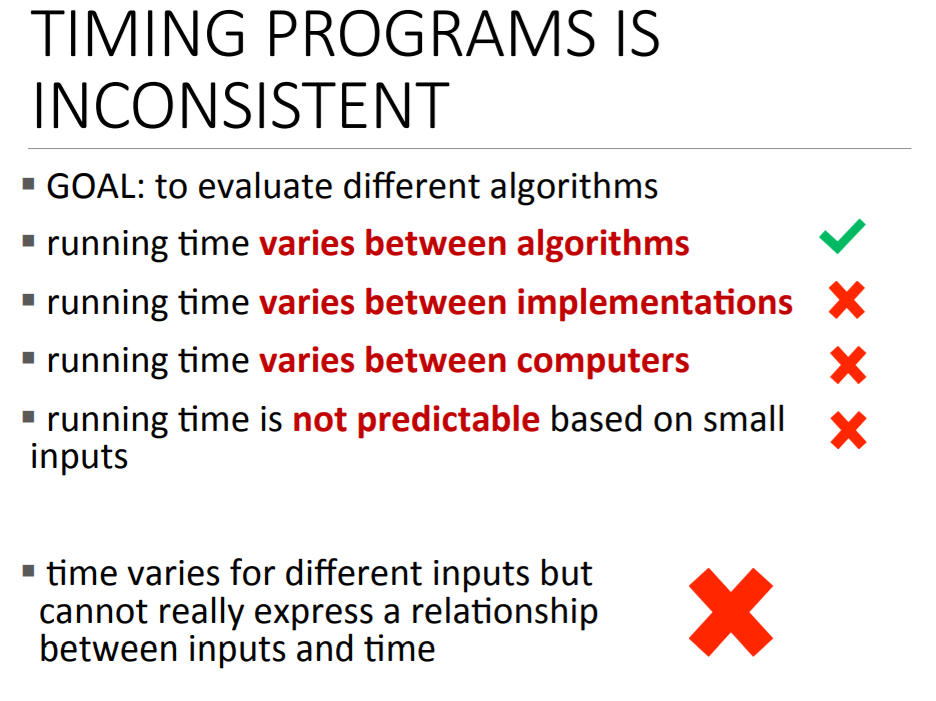 TIMING PROGRAMS IS
INCONSISTENT
▪ GOAL: to evaluate different algorithms
▪ running time varies between algorithms
▪ running time varies between implementations
▪ running time varies between computers
▪ running time is not predictable based on small
inputs
▪ time varies for different inputs but
cannot really express a relationship
between inputs and time